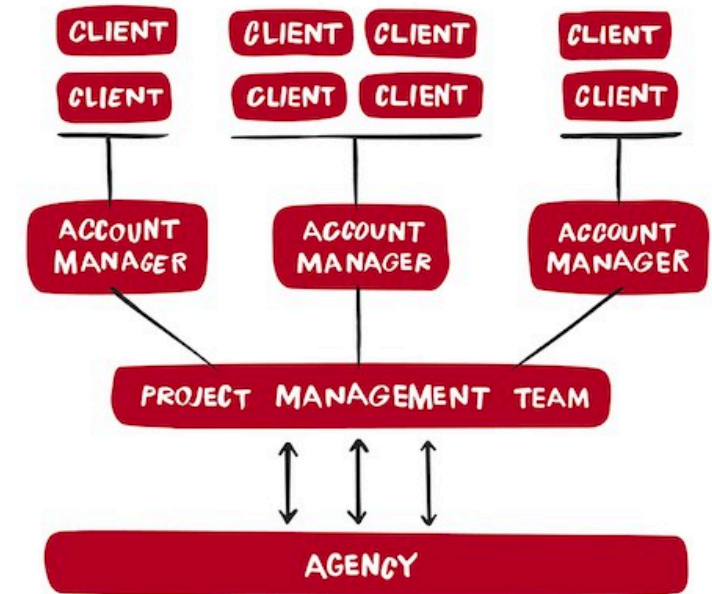 CLIENT CLIENT CLIENT CLIENT
CLIENT CLIENT CLIENT CLIENT
ACCOUNT MANAGER
ACCOUNT MANAGER
ACCOUNT MANAGER
PROJECT MANAGEMENT TEAM
AGENCY